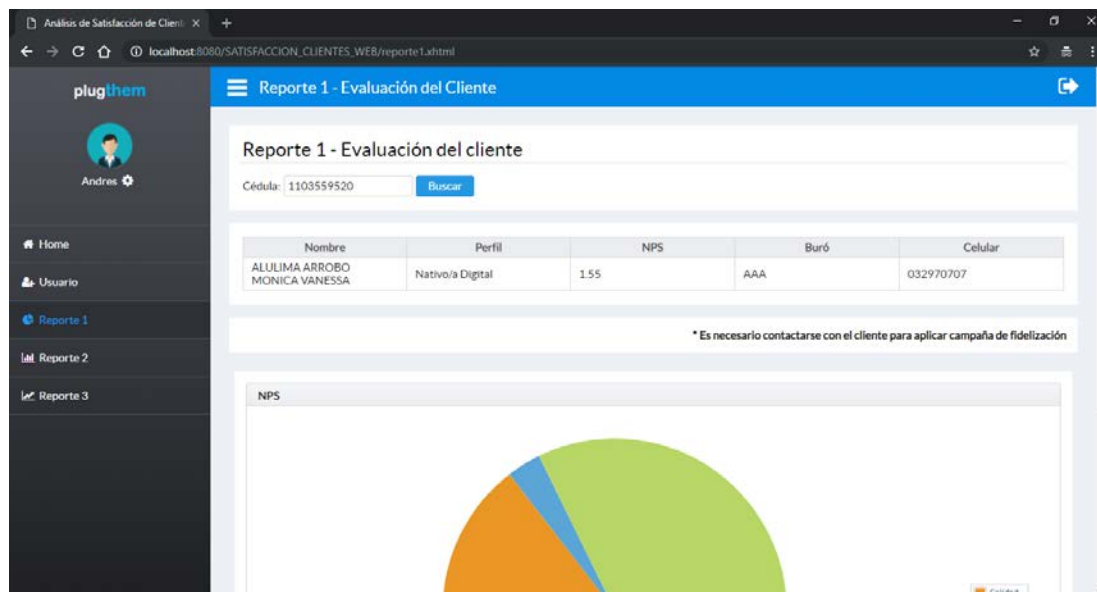 Análisis de Satisfacción de Client
localhost:8080/SATISFACCION_CLIENTES_WEB/reporte1.xhtml
plugthem
Andres
Home
Usuario
Reporte 1
Reporte 2
Reporte 3
Reporte 1 - Evaluación del Cliente
Reporte 1 - Evaluación del cliente
Cédula: 1103559520 Buscar
Nombre Perfil NPS Buró Celular
ALULIMA ARROBO
MONICA VANESSA Nativo/a Digital 1.55 AAA 032970707
* Es necesario contactarse con el cliente para aplicar campaña de fidelización
NPS